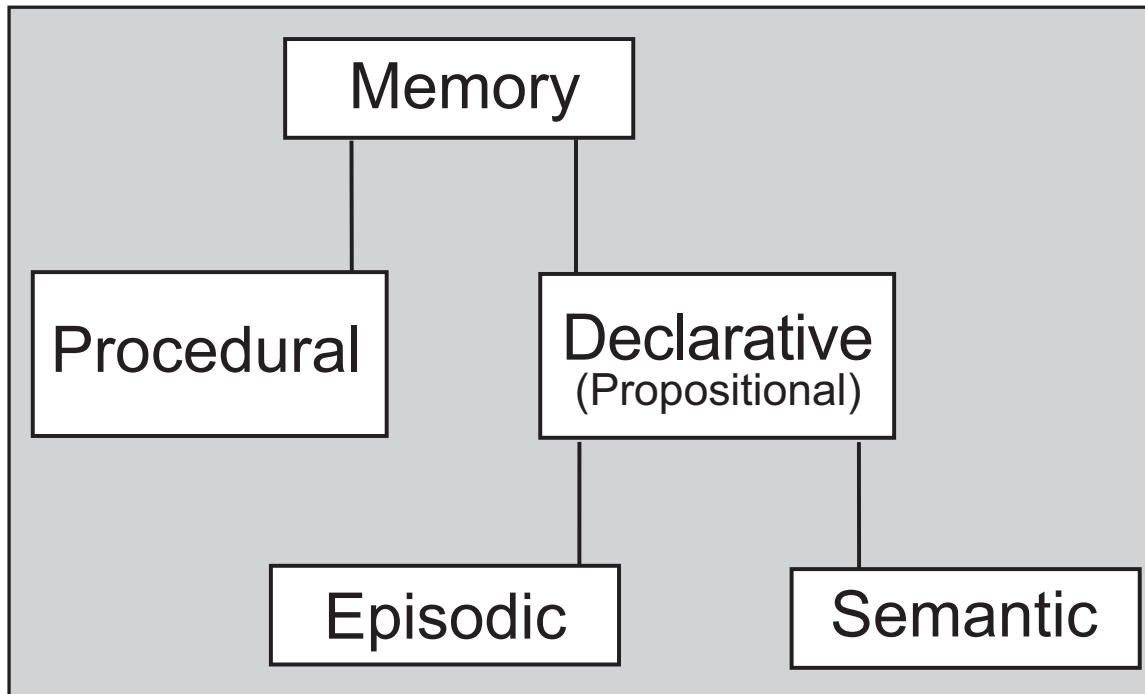 Memory
Procedural
Declarative
(Propositional)
Episodic
Semantic